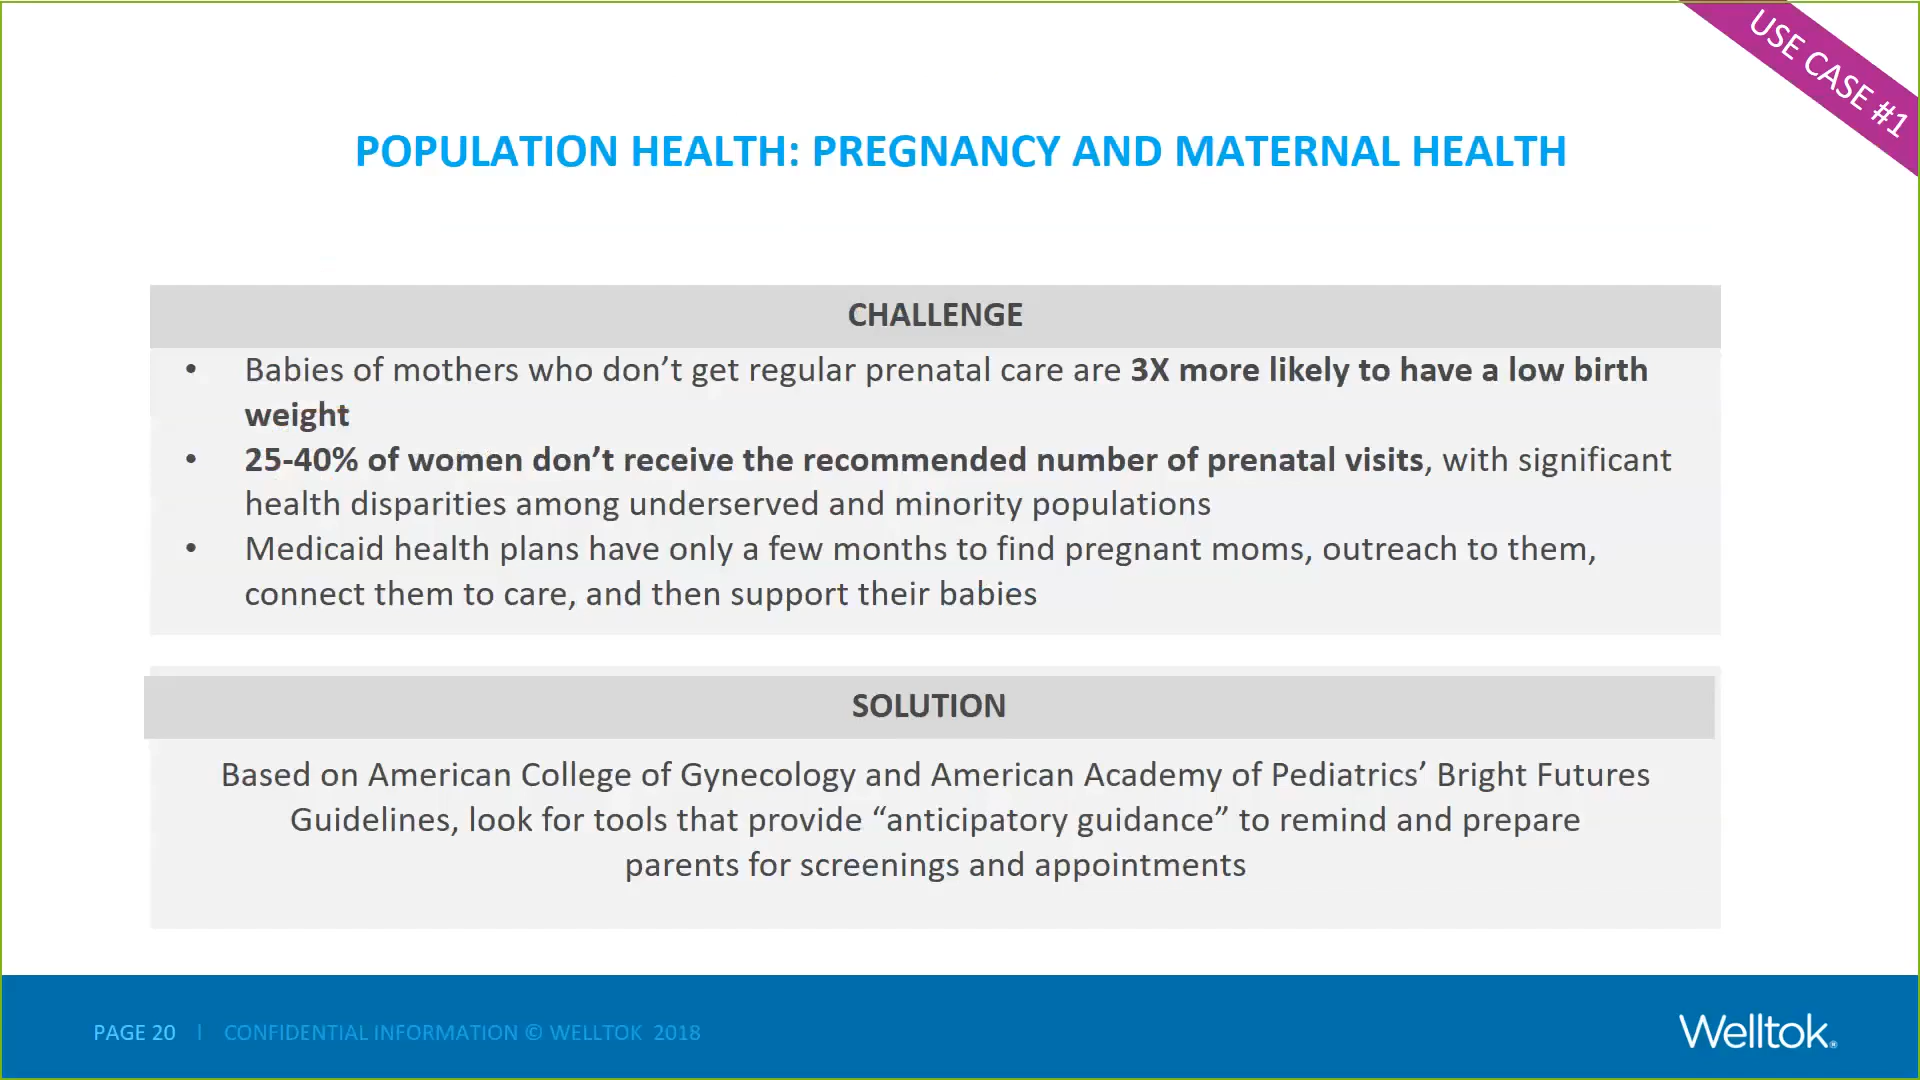 USE CASE #1
POPULATION HEALTH: PREGNANCY AND MATERNAL HEALTH
CHALLENGE
• Babies of mothers who don’t get regular prenatal care are 3X more likely to have a low birth
weight
• 25-40% of women don’t receive the recommended number of prenatal visits, with significant
health disparities among underserved and minority populations
• Medicaid health plans have only a few months to find pregnant moms, outreach to them,
connect them to care, and then support their babies
SOLUTION
Based on American College of Gynecology and American Academy of Pediatrics’ Bright Futures
Guidelines, look for tools that provide “anticipatory guidance” to remind and prepare
parents for screenings and appointments
PAGE 20 | CONFIDENTIAL INFORMATION © WELLTOK 2018
Welltok®